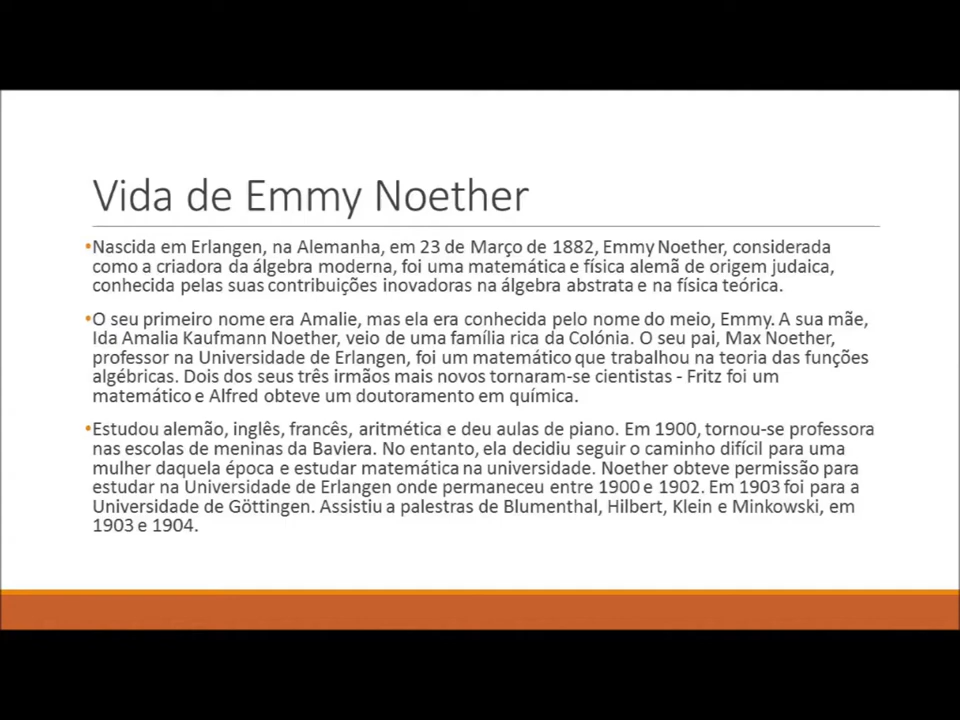 Vida de Emmy Noether
•Nascida em Erlangen, na Alemanha, em 23 de Março de 1882, Emmy Noether, considerada
como a criadora da álgebra moderna, foi uma matemática e física alemã de origem judaica,
conhecida pelas suas contribuições inovadoras na álgebra abstrata e na física teórica.
•O seu primeiro nome era Amalie, mas ela era conhecida pelo nome do meio, Emmy. A sua mãe,
Ida Amalia Kaufmann Noether, veio de uma família rica da Colónia. O seu pai, Max Noether,
professor na Universidade de Erlangen, foi um matemático que trabalhou na teoria das funções
algébricas. Dois dos seus três irmãos mais novos tornaram-se cientistas - Fritz foi um
matemático e Alfred obteve um doutoramento em química.
•Estudou alemão, inglês, francês, aritmética e deu aulas de piano. Em 1900, tornou-se professora
nas escolas de meninas da Baviera. No entanto, ela decidiu seguir o caminho difícil para uma
mulher daquela época e estudar matemática na universidade. Noether obteve permissão para
estudar na Universidade de Erlangen onde permaneceu entre 1900 e 1902. Em 1903 foi para a
Universidade de Göttingen. Assistiu a palestras de Blumenthal, Hilbert, Klein e Minkowski, em
1903 e 1904.